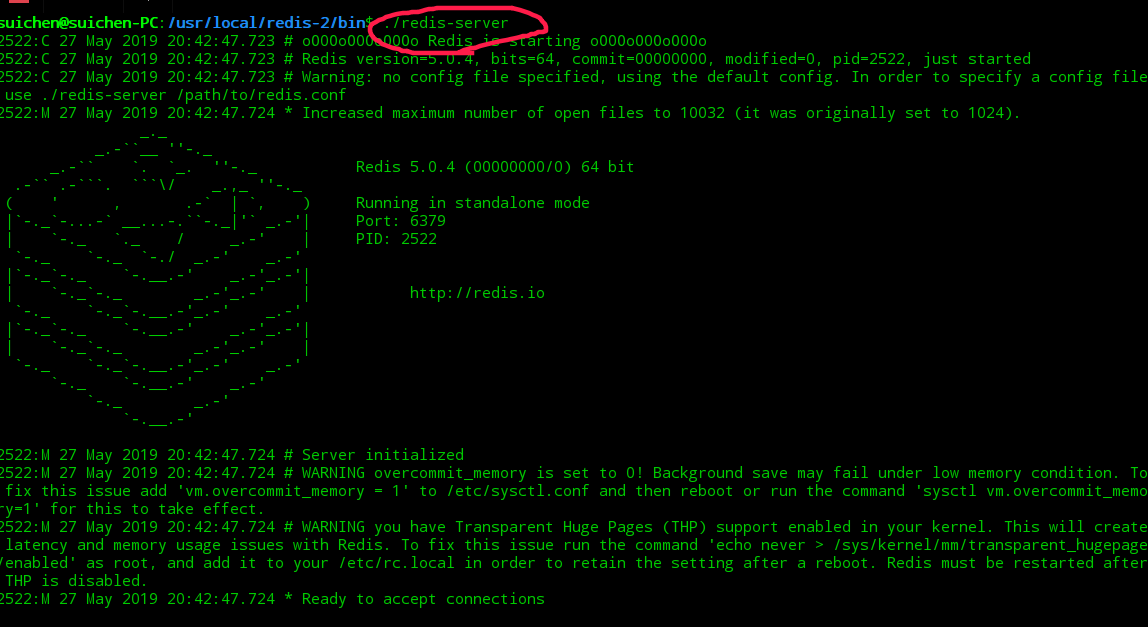 suichen@suichen-PC:/usr/local/redis-2/bin$ ./redis-server
2522:C 27 May 2019 20:42:47.723 # oO0OoO0OoO0Oo Redis is starting oO0OoO0OoO0Oo
2522:C 27 May 2019 20:42:47.723 # Redis version=5.0.4, bits=64, commit=00000000, modified=0, pid=2522, just started
2522:C 27 May 2019 20:42:47.723 # Warning: no config file specified, using the default config. In order to specify a config file
use ./redis-server /path/to/redis.conf
2522:M 27 May 2019 20:42:47.724 * Increased maximum number of open files to 10032 (it was originally set to 1024).
Redis 5.0.4 (00000000/0) 64 bit
Running in standalone mode
Port: 6379
PID: 2522
http://redis.io
2522:M 27 May 2019 20:42:47.724 # Server initialized
2522:M 27 May 2019 20:42:47.724 # WARNING overcommit_memory is set to 0! Background save may fail under low memory condition. To
fix this issue add 'vm.overcommit_memory = 1' to /etc/sysctl.conf and then reboot or run the command 'sysctl vm.overcommit_memo
ry=1' for this to take effect.
2522:M 27 May 2019 20:42:47.724 # WARNING you have Transparent Huge Pages (THP) support enabled in your kernel. This will create
latency and memory usage issues with Redis. To fix this issue run the command 'echo never > /sys/kernel/mm/transparent_hugepage
/enabled' as root, and add it to your /etc/rc.local in order to retain the setting after a reboot. Redis must be restarted after
THP is disabled.
2522:M 27 May 2019 20:42:47.724 * Ready to accept connections